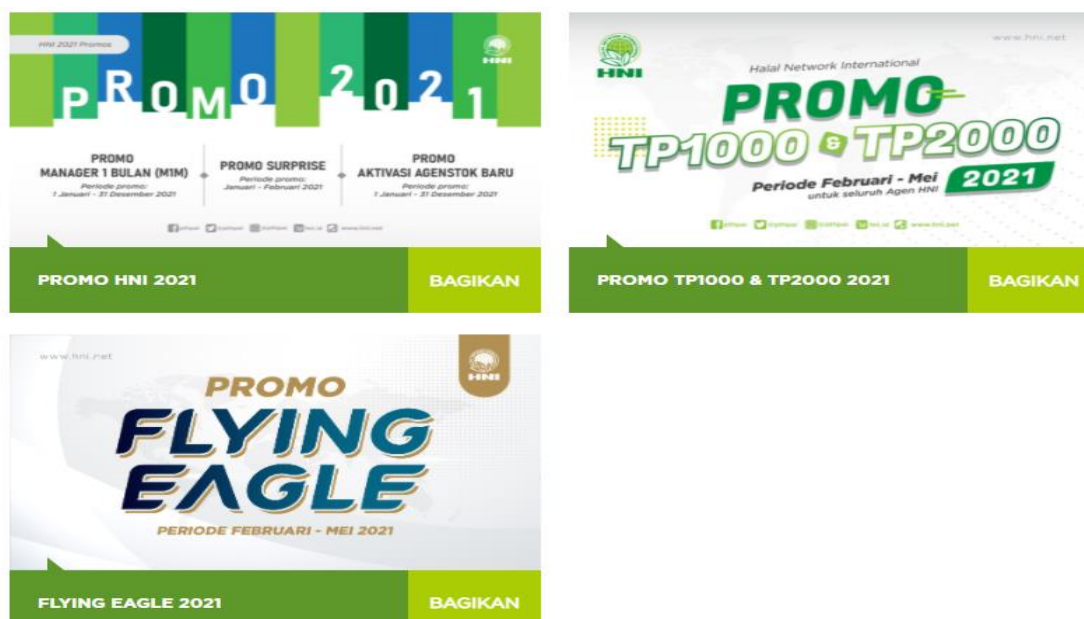 HNI 2021 Promos
HNI
PROMO 2021
PROMO
MANAGER 1 BULAN (M1M)
Periode promo:
1 Januari - 31 Desember 2021
PROMO SURPRISE
Periode promo:
Januari - Februari 2021
PROMO
AKTIVASI AGENSTOK BARU
Periode promo:
1 Januari - 31 Desember 2021
www.hni.net
PROMO HNI 2021
BAGIKAN
HNI
www.hni.net
Halal Network International
PROMO
TP1000 & TP2000
Periode Februari - Mei 2021
untuk seluruh Agen HNI
www.hni.net
PROMO TP1000 & TP2000 2021
BAGIKAN
www.hni.net
HNI
PROMO
FLYING
EAGLE
PERIODE FEBRUARI - MEI 2021
FLYING EAGLE 2021
BAGIKAN